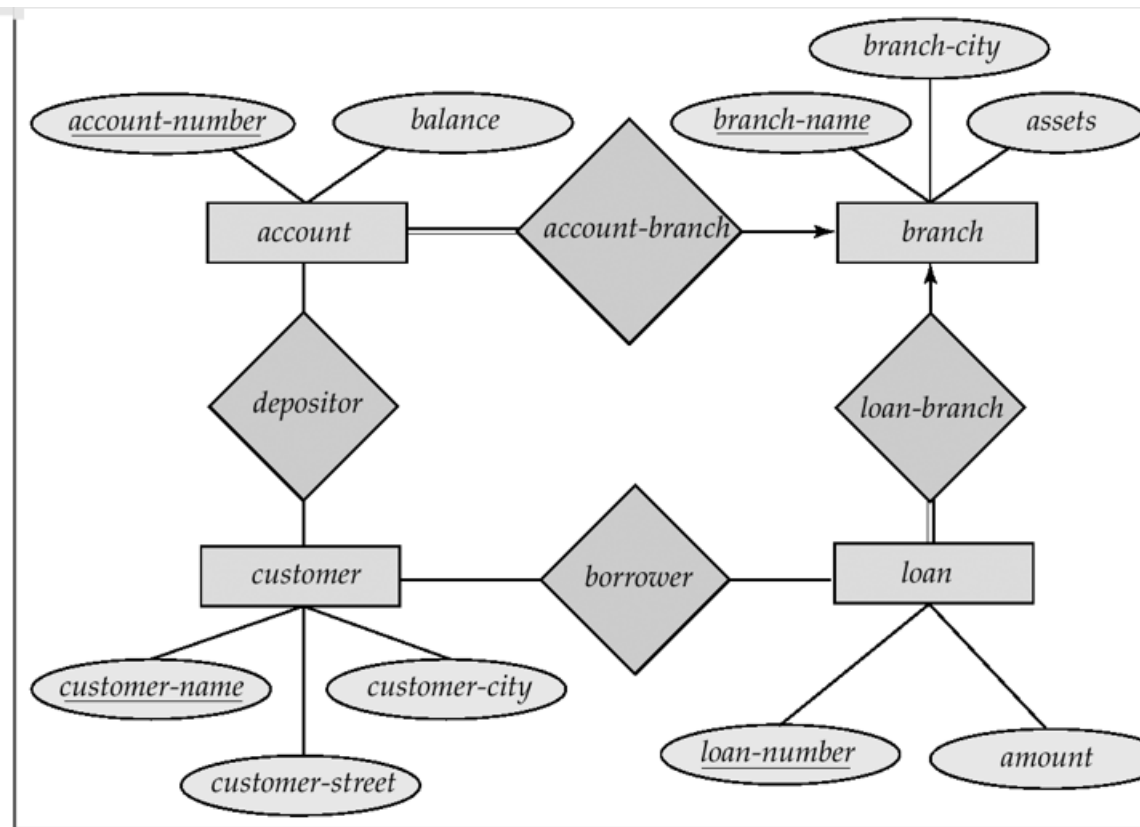 branch-city
account-number
balance
branch-name
assets
account
account-branch
branch
depositor
loan-branch
customer
borrower
loan
customer-name
customer-city
loan-number
amount
customer-street